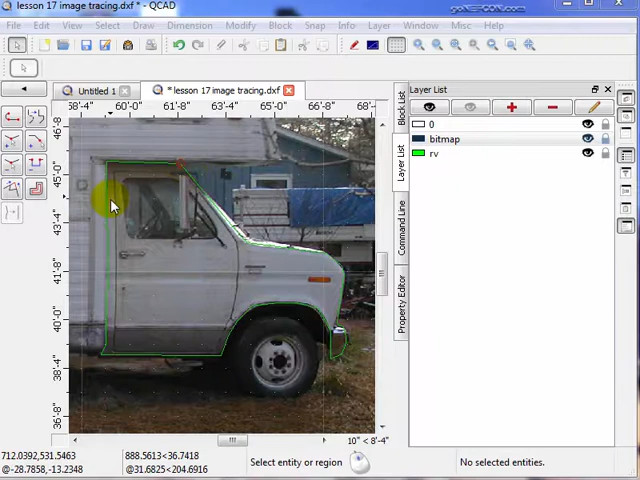 lesson 17 image tracing.dxf * - QCAD
File Edit View Select Draw Dimension Modify Block Snap Info Layer Window Misc Help
Untitled 1
* lesson 17 image tracing.dxf
38'-4" 60'-0" 61'-8" 63'-4" 65'-0" 66'-8" 68'-
46'-8
45'-0"
43'-4"
41'-8"
40'-0"
38'-4"
36'-8"
10" < 8'-4"
Block List
Layer List
Command Line
Property Editor
Layer List
0
bitmap
rv
712.0392,531.5463
@-28.7858,-13.2348
888.5613<36.7418
@31.6825<204.6916
Select entity or region
No selected entities.